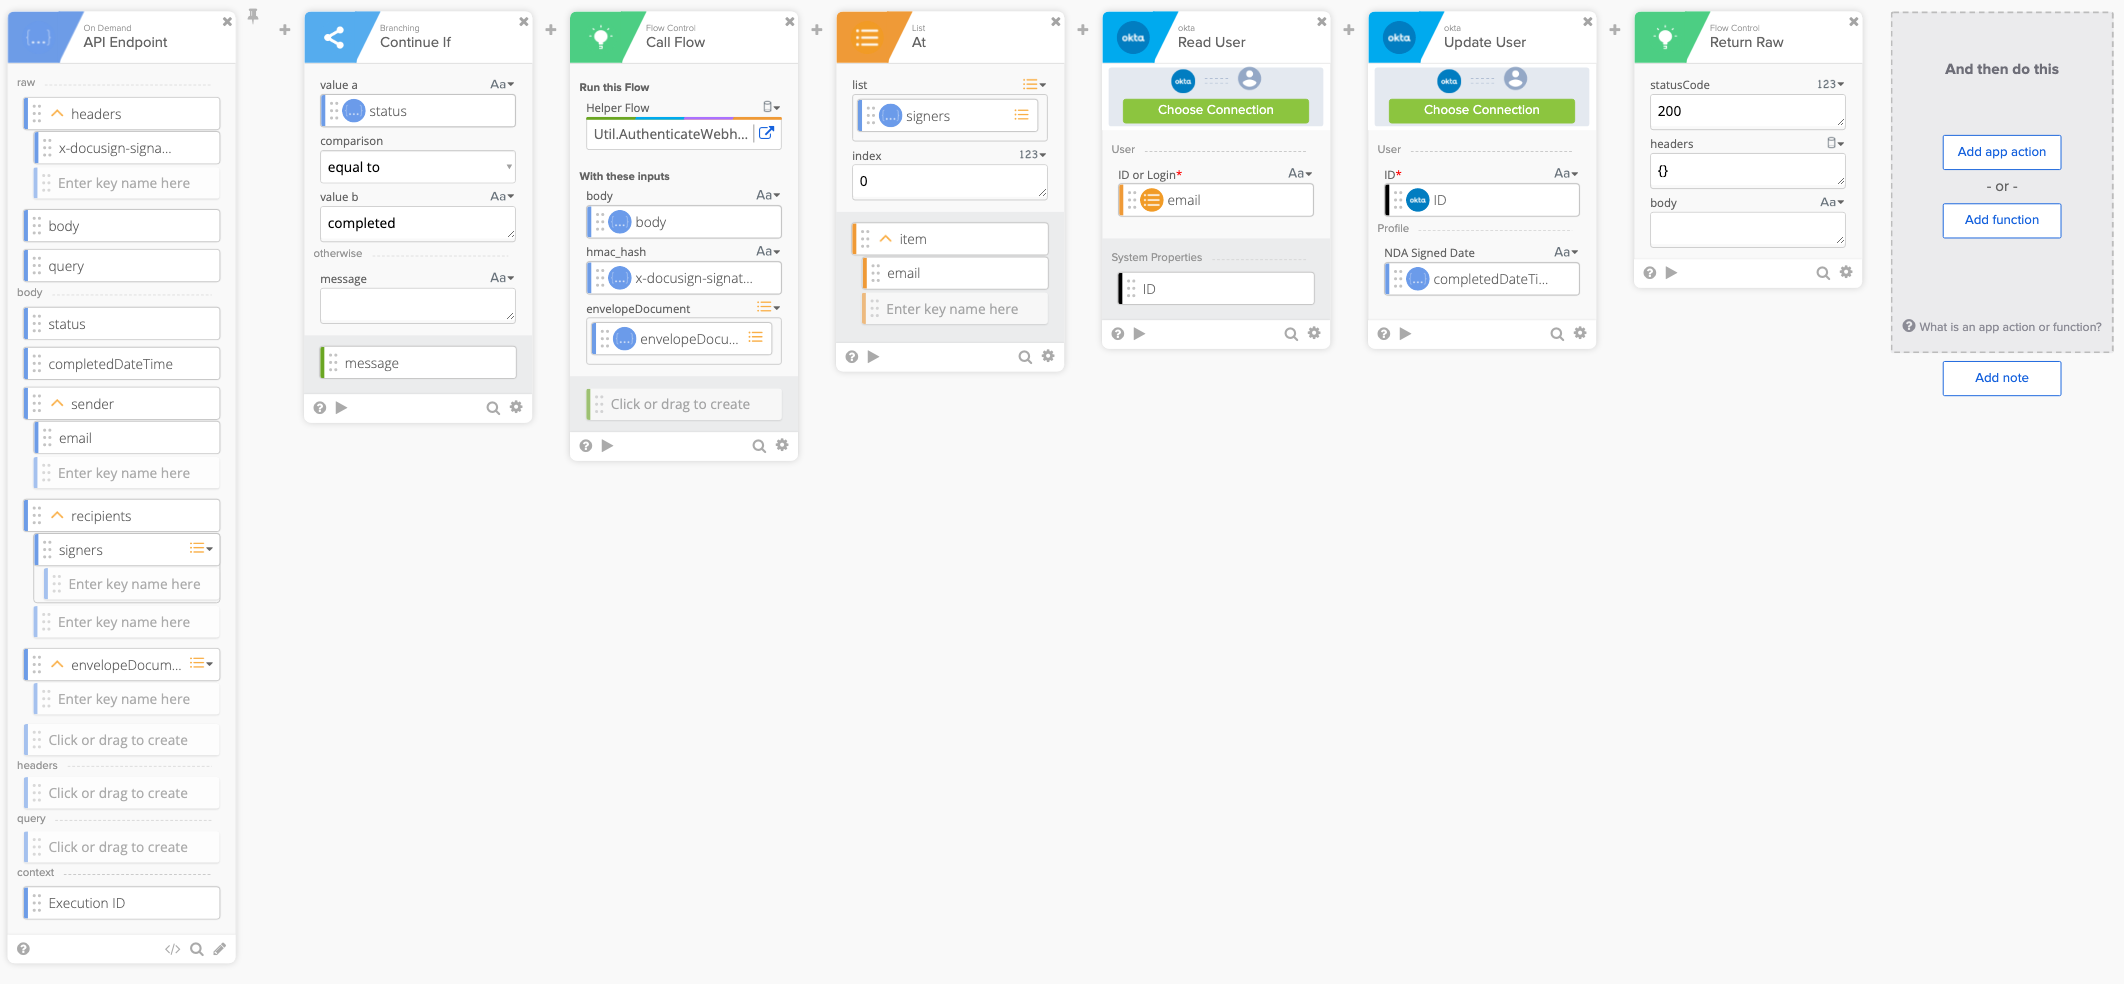 On Demand
API Endpoint
raw
headers
x-docusign-signa...
Enter key name here
body
query
body
status
completedDateTime
sender
email
Enter key name here
recipients
signers
Enter key name here
Enter key name here
envelopeDocum...
Enter key name here
Click or drag to create
headers
Click or drag to create
query
Click or drag to create
context
Execution ID
Branching
Continue If
value a
Aa
status
comparison
equal to
value b
Aa
completed
otherwise
message
Aa
message
Flow Control
Call Flow
Run this Flow
Helper Flow
Util.AuthenticateWebh...
With these inputs
body
Aa
body
hmac_hash
Aa
x-docusign-signat...
envelopeDocument
envelopeDocu...
Click or drag to create
List
At
list
signers
index
123
0
item
email
Enter key name here
okta
okta
Read User
okta
Choose Connection
User
ID or Login*
Aa
email
System Properties
ID
okta
okta
Update User
okta
Choose Connection
User
ID*
Aa
okta
ID
Profile
NDA Signed Date
Aa
completedDateTi...
Flow Control
Return Raw
statusCode
123
200
headers
{}
body
Aa
And then do this
Add app action
- or -
Add function
What is an app action or function?
Add note